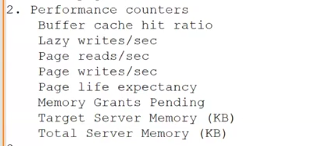 2. Performance counters
Buffer cache hit ratio
Lazy writes/sec
Page reads/sec
Page writes/sec
Page life expectancy
Memory Grants Pending
Target Server Memory (KB)
Total Server Memory (KB)